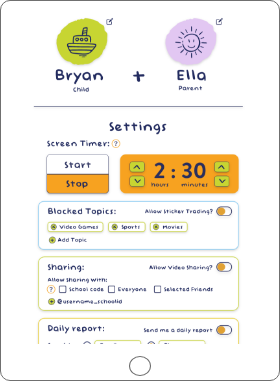 Bryan + Ella
Child Parent
Settings
Screen Timer: ?
Start
Stop
2 : 30
hours minutes
Blocked Topics: Allow Sticker Trading?
Video Games Sports Movies
Add Topic
Sharing: Allow Video Sharing?
Allow Sharing With:
? School code Everyone Selected Friends
@username_schoolid
Daily report: Send me a daily report